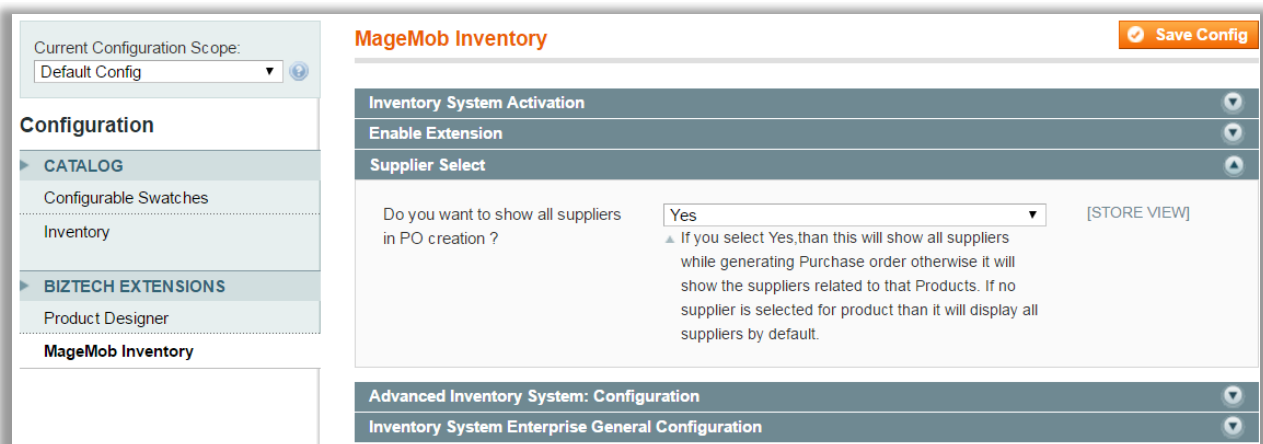 Current Configuration Scope:
Default Config
Configuration
CATALOG
Configurable Swatches
Inventory
BIZTECH EXTENSIONS
Product Designer
MageMob Inventory
MageMob Inventory
Save Config
Inventory System Activation
Enable Extension
Supplier Select
Do you want to show all suppliers
in PO creation ?
Yes
[STORE VIEW]
If you select Yes,than this will show all suppliers
while generating Purchase order otherwise it will
show the suppliers related to that Products. If no
supplier is selected for product than it will display all
suppliers by default.
Advanced Inventory System: Configuration
Inventory System Enterprise General Configuration